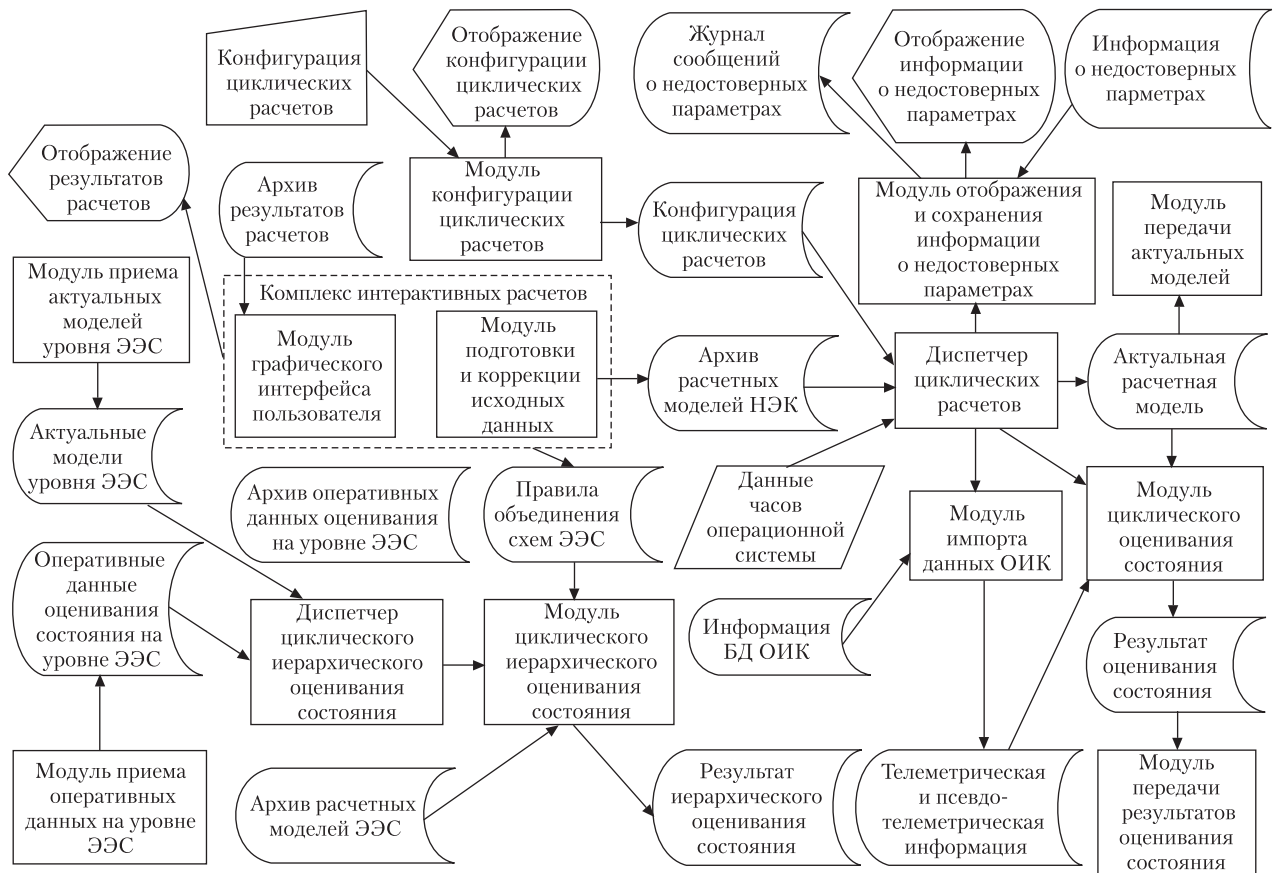 Конфигурация
циклических
расчетов
Отображение
конфигурации
циклических
расчетов
Журнал
сообщений
о недостоверных
параметрах
Отображение
информации
о недостоверных
параметрах
Информация
о недостоверных
парметрах
Отображение
результатов
расчетов
Архив
результатов
расчетов
Модуль
конфигурации
циклических
расчетов
Конфигурация
циклических
расчетов
Модуль отображения
и сохранения
информации
о недостоверных
параметрах
Модуль
передачи
актуальных
моделей
Модуль приема
актуальных
моделей
уровня ЭЭС
Комплекс интерактивных расчетов
Модуль
графического
интерфейса
пользователя
Модуль
подготовки
и коррекции
исходных
данных
Архив
расчетных
моделей НЭК
Диспетчер
циклических
расчетов
Актуальная
расчетная
модель
Актуальные
модели
уровня ЭЭС
Архив оперативных
данных оценивания
на уровне ЭЭС
Правила
объединения
схем ЭЭС
Данные
часов
операционной
системы
Модуль
импорта
данных ОИК
Модуль
циклического
оценивания
состояния
Оперативные
данные
оценивания
состояния на
уровне ЭЭС
Диспетчер
циклического
иерархического
оценивания
состояния
Модуль
циклического
иерархического
оценивания
состояния
Информация
БД ОИК
Результат
оценивания
состояния
Модуль приема
оперативных
данных на уровне
ЭЭС
Архив расчетных
моделей ЭЭС
Результат
иерархического
оценивания
состояния
Телеметрическая
и псевдо-
телеметрическая
информация
Модуль
передачи
результатов
оценивания
состояния